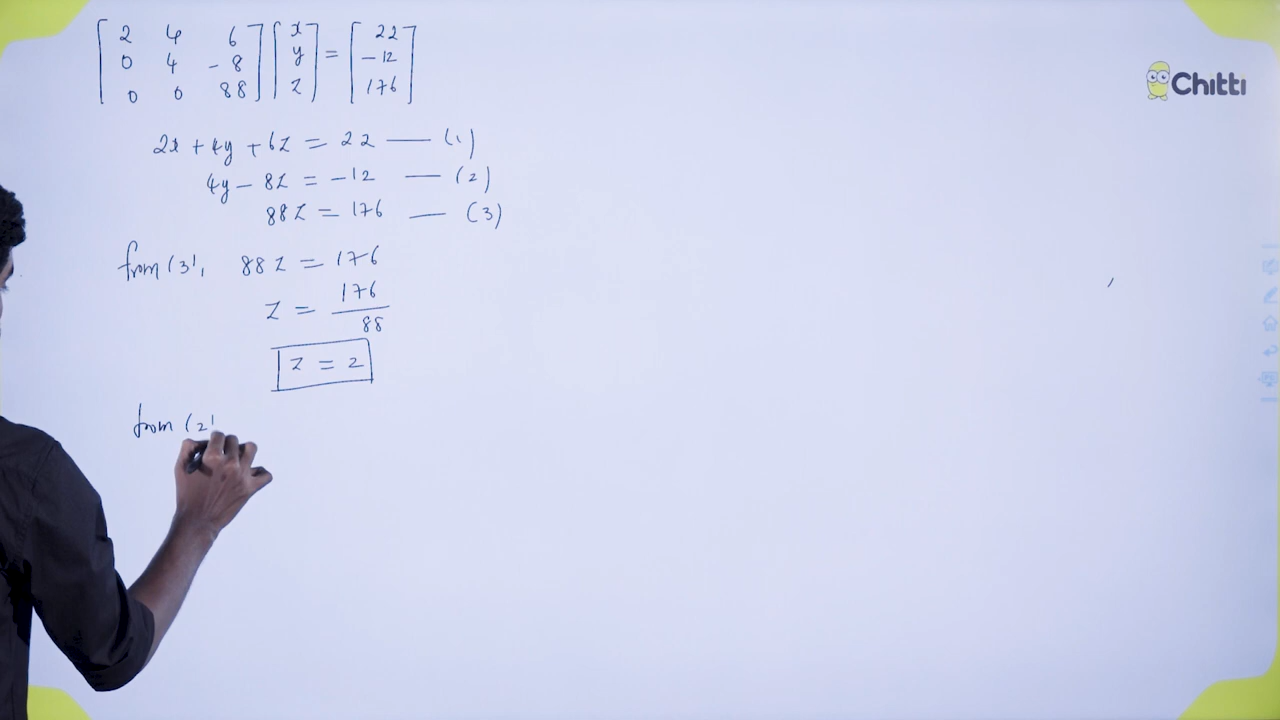 [2 4 6] [x] = [22]
[0 4 -8] [y] [-12]
[0 0 88] [z] [176]
2x + 4y + 6z = 22 — (1)
4y - 8z = -12 — (2)
88z = 176 — (3)
from (3), 88z = 176
z = 176/88
z = 2
from (2)
Chitti